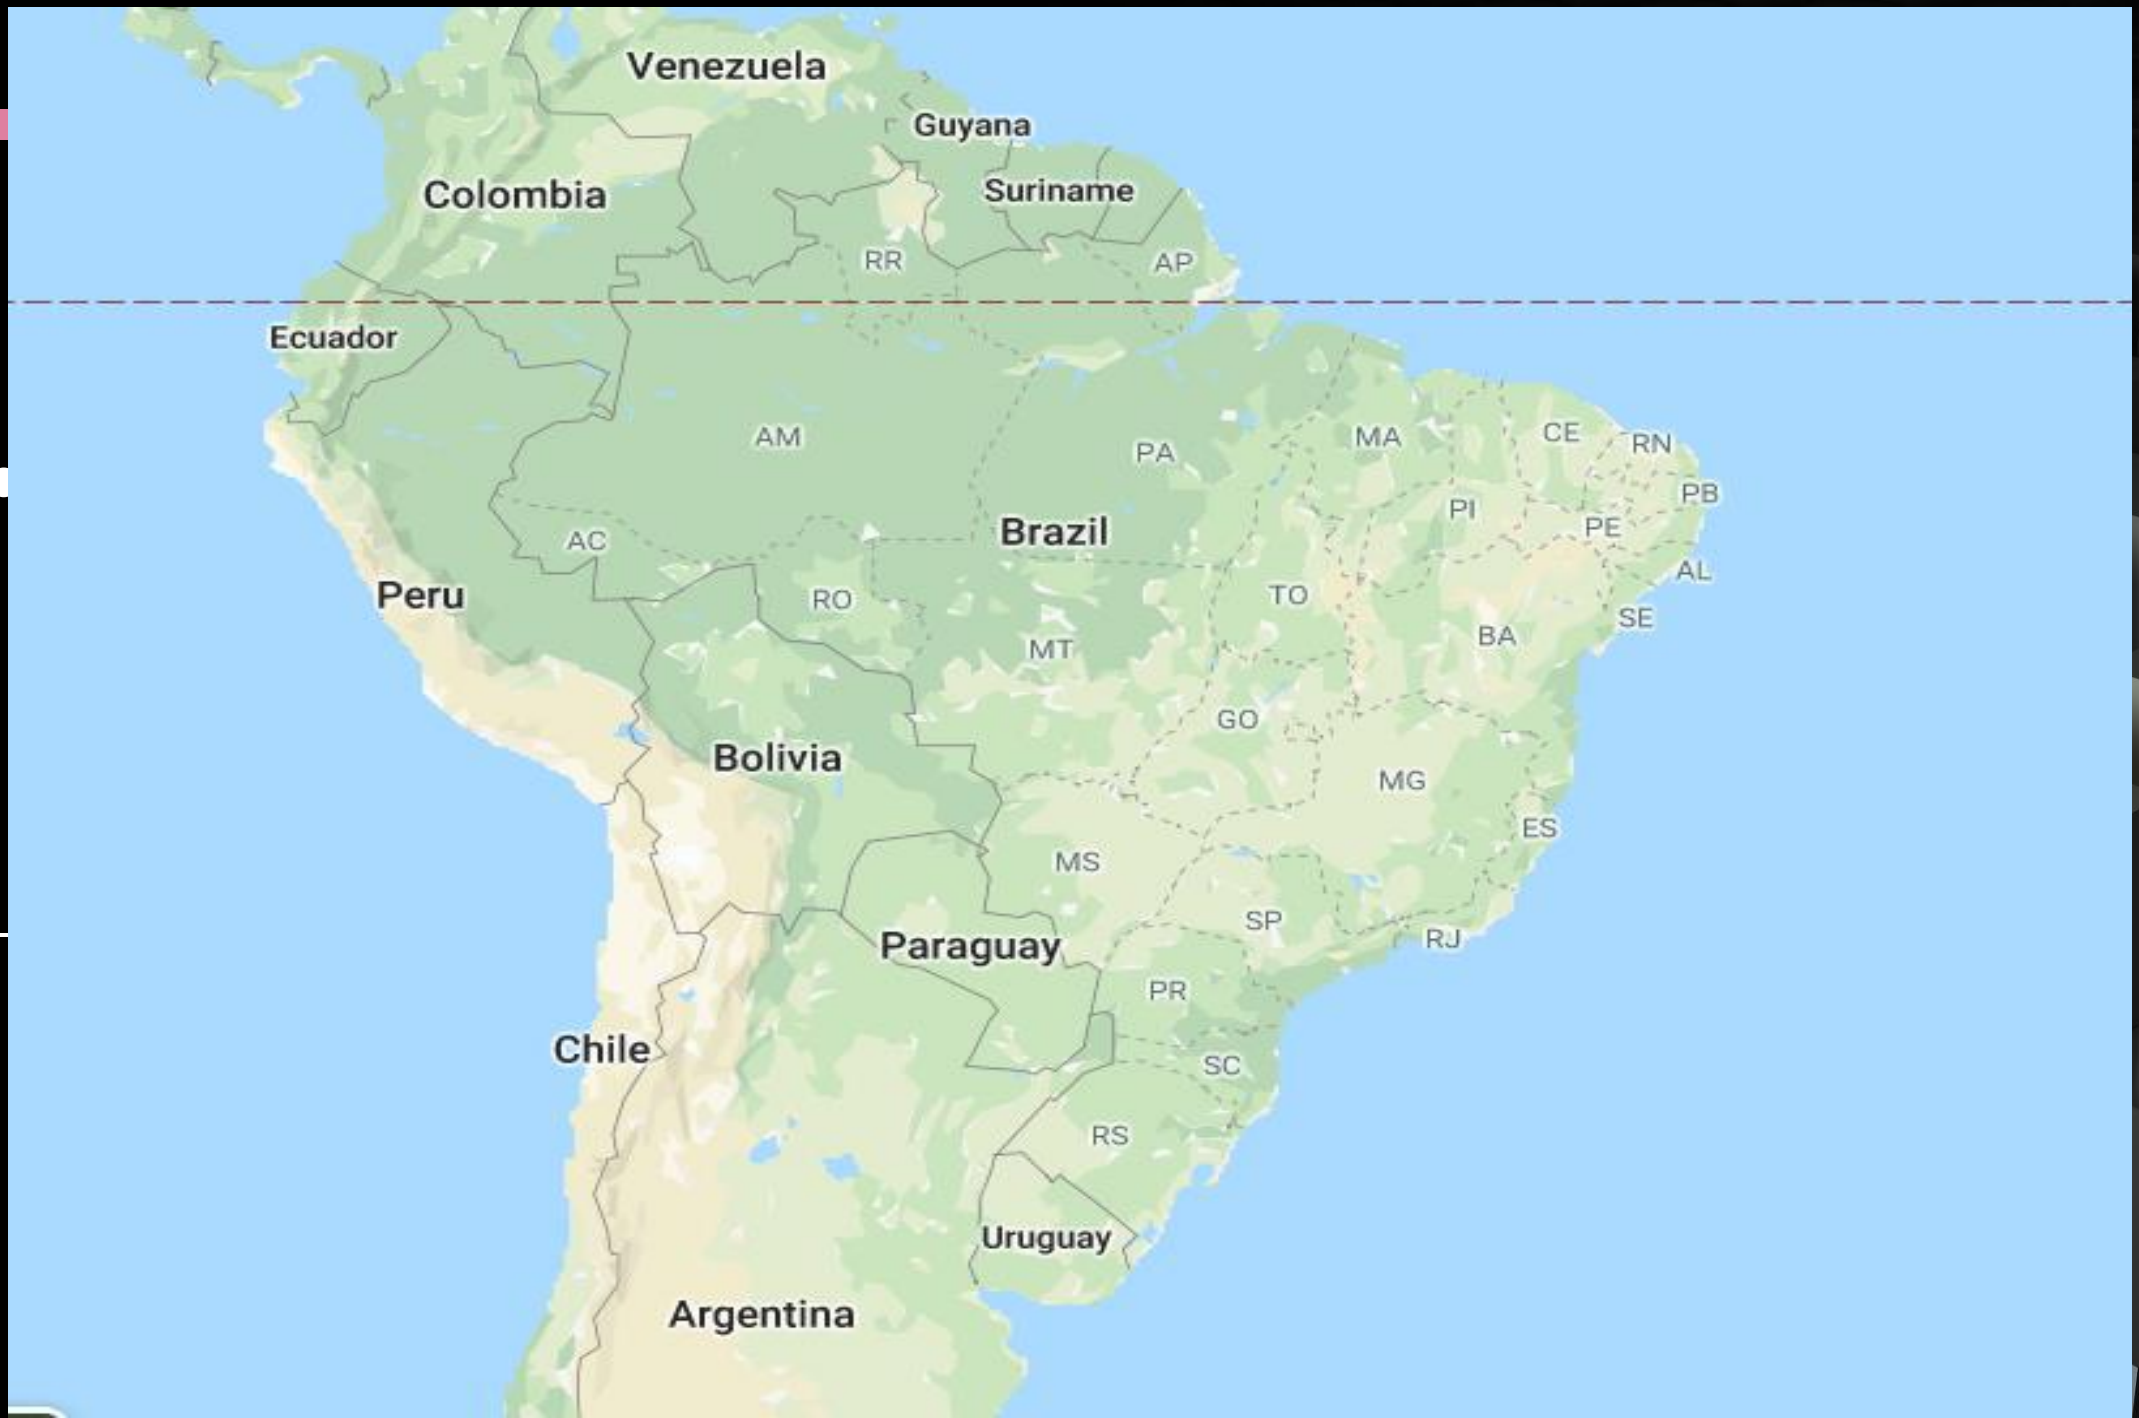 Venezuela
Guyana
Colombia
Suriname
RR
AP
Ecuador
AM
PA
MA
CE
RN
PB
PI
PE
Brazil
AC
AL
Peru
RO
TO
SE
MT
BA
GO
Bolivia
MG
ES
MS
SP
RJ
Paraguay
PR
Chile
SC
RS
Uruguay
Argentina